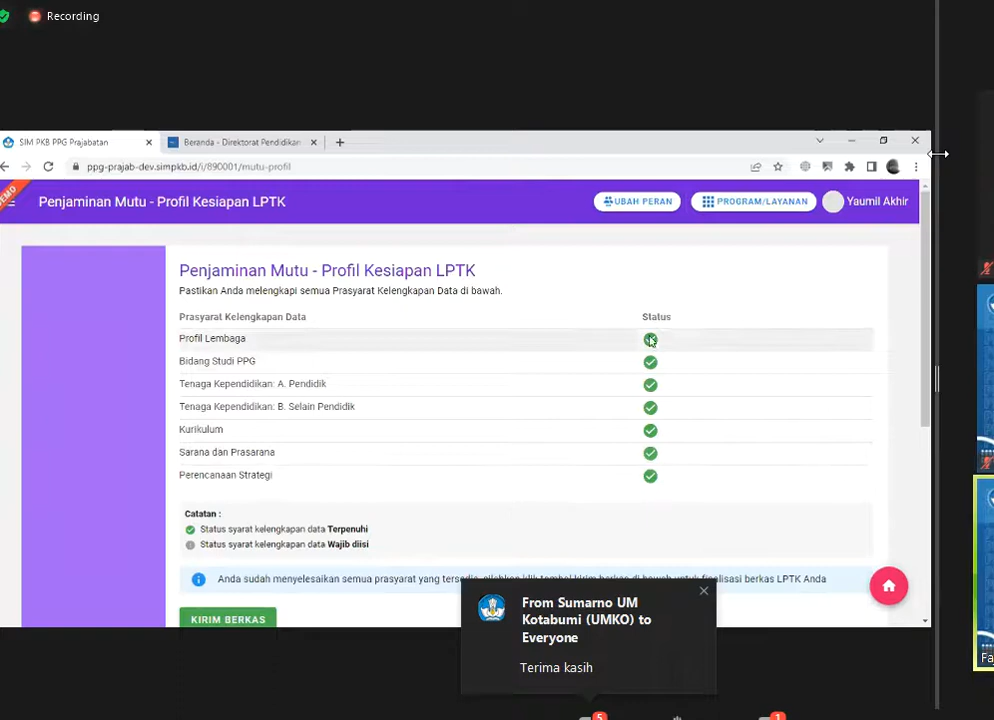 Recording
SIM PKB PPG Prajabatan
Beranda - Direktorat Pendidikan
ppg-prajab-dev.simpkb.id/i/890001/mutu-profil
DEMO
Penjaminan Mutu - Profil Kesiapan LPTK
UBAH PERAN
PROGRAM/LAYANAN
Yaumil Akhir
Penjaminan Mutu - Profil Kesiapan LPTK
Pastikan Anda melengkapi semua Prasyarat Kelengkapan Data di bawah.
Prasyarat Kelengkapan Data Status
Profil Lembaga
Bidang Studi PPG
Tenaga Kependidikan: A. Pendidik
Tenaga Kependidikan: B. Selain Pendidik
Kurikulum
Sarana dan Prasarana
Perencanaan Strategi
Catatan :
Status syarat kelengkapan data Terpenuhi
Status syarat kelengkapan data Wajib diisi
Anda sudah menyelesaikan semua prasyarat yang tersedia, silahkan klik tombol kirim berkas di bawah untuk finalisasi berkas LPTK Anda
KIRIM BERKAS
From Sumarno UM
Kotabumi (UMKO) to
Everyone
Terima kasih
Fa
5
1